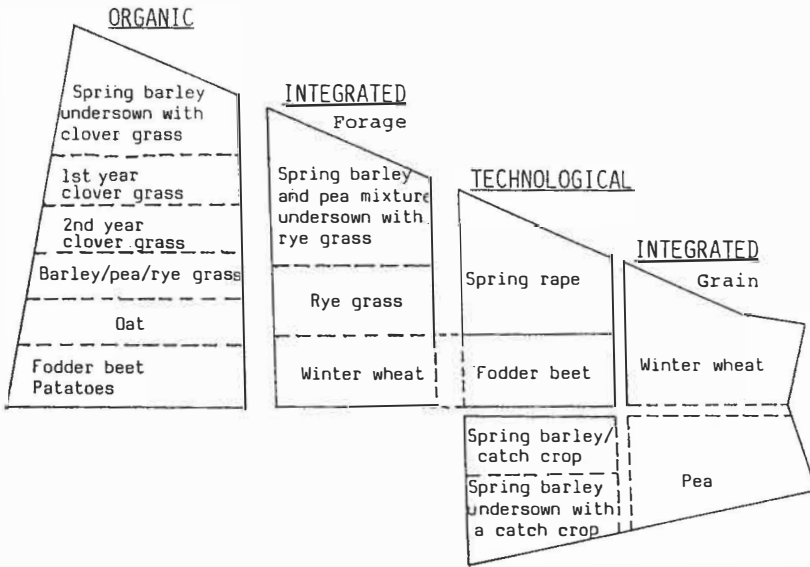 ORGANIC
Spring barley
undersown with
clover grass
1st year
clover grass
2nd year
clover grass
Barley/pea/rye grass
Oat
Fodder beet
Patatoes
INTEGRATED
Forage
Spring barley
and pea mixture
undersown with
rye grass
Rye grass
Winter wheat
TECHNOLOGICAL
Spring rape
Fodder beet
Spring barley/
catch crop
Spring barley
undersown with
a catch crop
INTEGRATED
Grain
Winter wheat
Pea